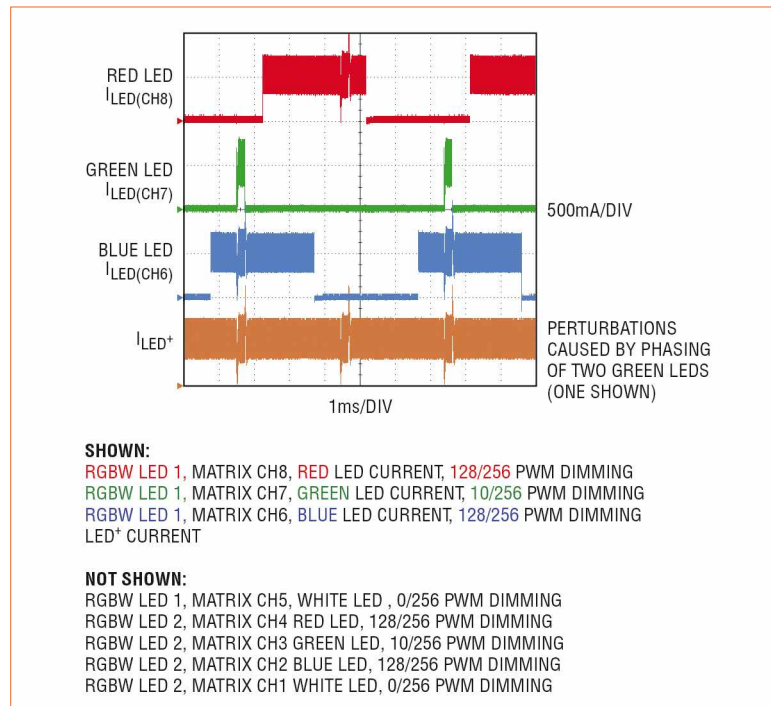 RED LED
I LED(CH8)
GREEN LED
I LED(CH7)
500mA/DIV
BLUE LED
I LED(CH6)
I LED+
PERTURBATIONS
CAUSED BY PHASING
OF TWO GREEN LEDS
(ONE SHOWN)
1ms/DIV
SHOWN:
RGBW LED 1, MATRIX CH8, RED LED CURRENT, 128/256 PWM DIMMING
RGBW LED 1, MATRIX CH7, GREEN LED CURRENT, 10/256 PWM DIMMING
RGBW LED 1, MATRIX CH6, BLUE LED CURRENT, 128/256 PWM DIMMING
LED+ CURRENT
NOT SHOWN:
RGBW LED 1, MATRIX CH5, WHITE LED , 0/256 PWM DIMMING
RGBW LED 2, MATRIX CH4 RED LED, 128/256 PWM DIMMING
RGBW LED 2, MATRIX CH3 GREEN LED, 10/256 PWM DIMMING
RGBW LED 2, MATRIX CH2 BLUE LED, 128/256 PWM DIMMING
RGBW LED 2, MATRIX CH1 WHITE LED, 0/256 PWM DIMMING